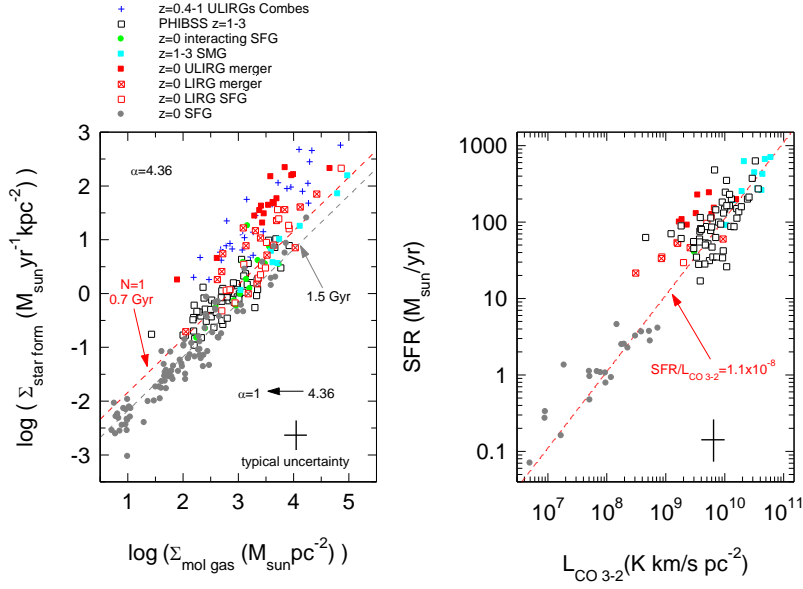 z=0.4-1 ULIRGs Combes
PHIBSS z=1-3
z=0 interacting SFG
z=1-3 SMG
z=0 ULIRG merger
z=0 LIRG merger
z=0 LIRG SFG
z=0 SFG
log ( Σstar form (Msunyr-1kpc-2) )
3
2
1
0
-1
-2
-3
α=4.36
N=1
0.7 Gyr
1.5 Gyr
α=1 4.36
typical uncertainty
1 2 3 4 5
log (Σmol gas (Msunpc-2) )
SFR (Msun/yr)
1000
100
10
1
0.1
SFR/LCO 3-2=1.1x10-8
107 108 109 1010 1011
LCO 3-2(K km/s pc-2)